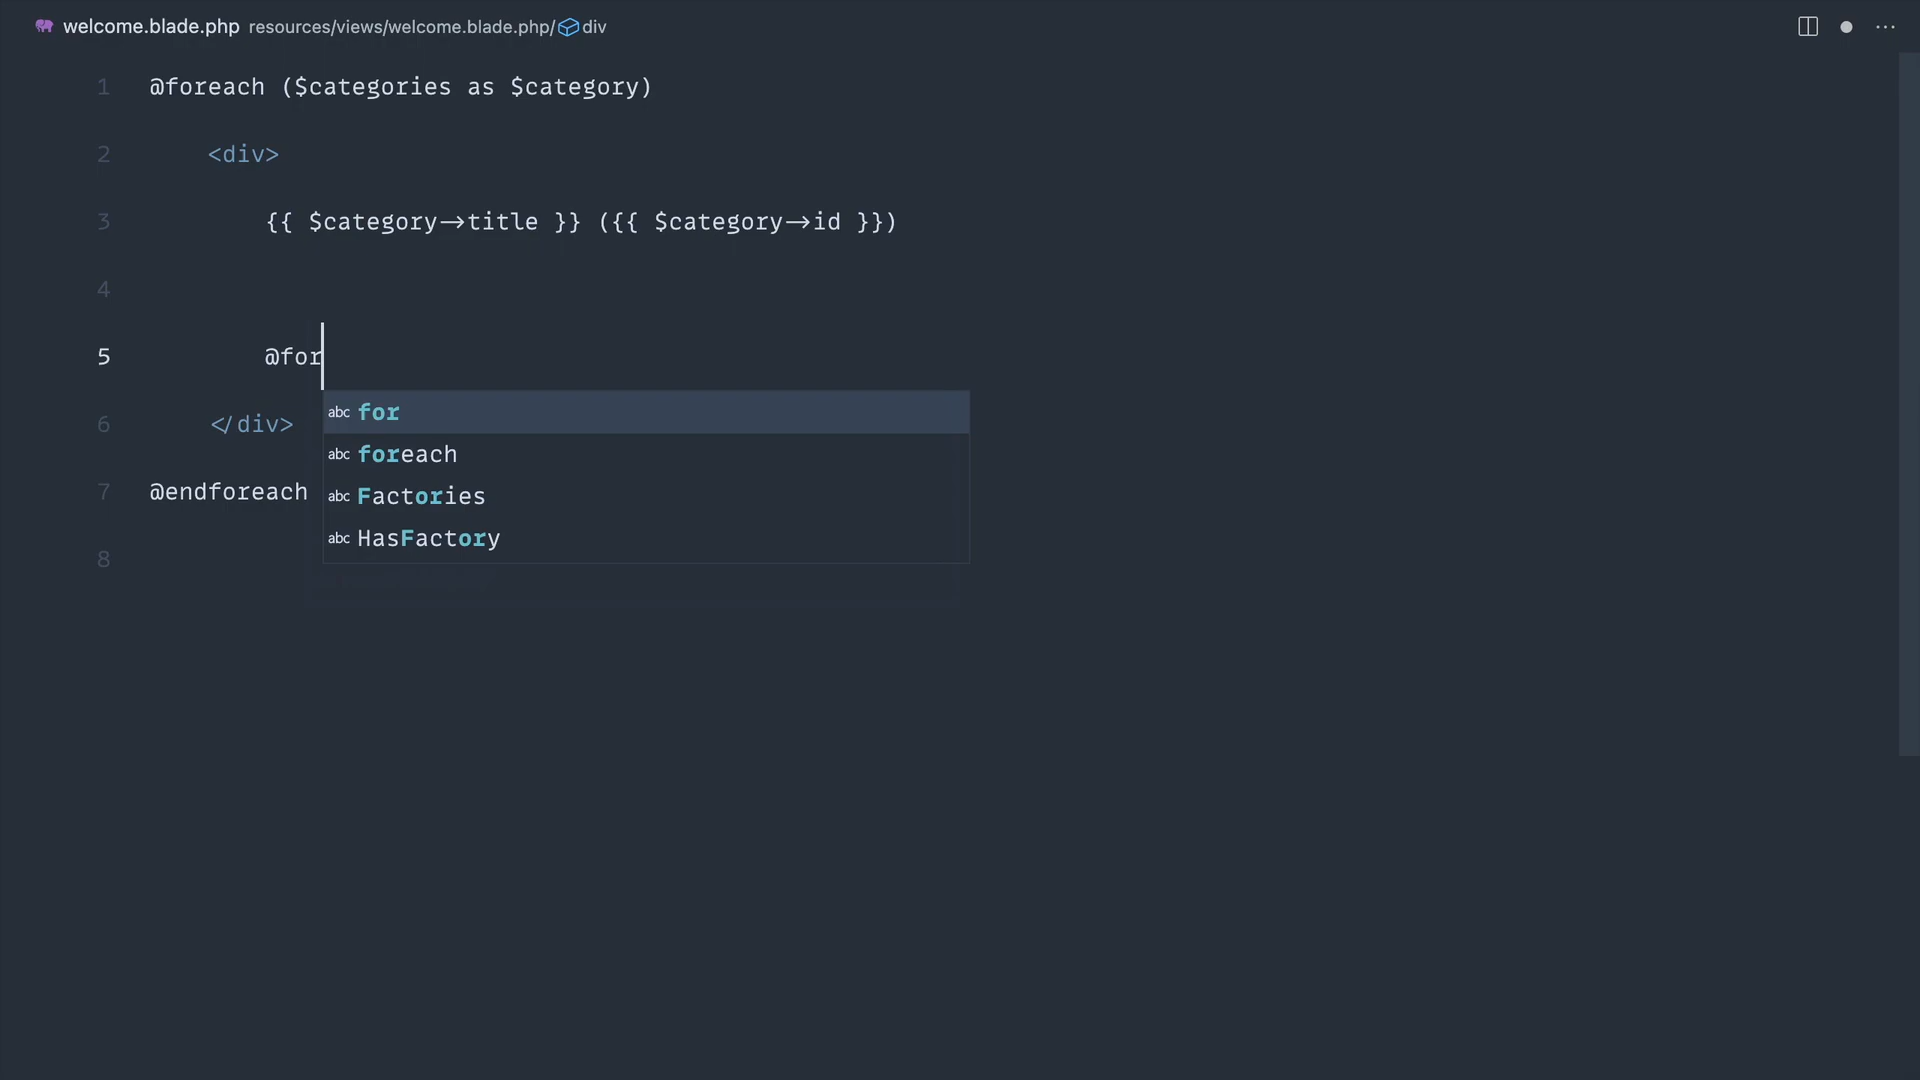 welcome.blade.php resources/views/welcome.blade.php/div
1 @foreach ($categories as $category)
2 <div>
3 {{ $category->title }} ({{ $category->id }})
4
5 @for
abc for
6 </div>
abc foreach
7 @endforeach
abc Factories
abc HasFactory
8